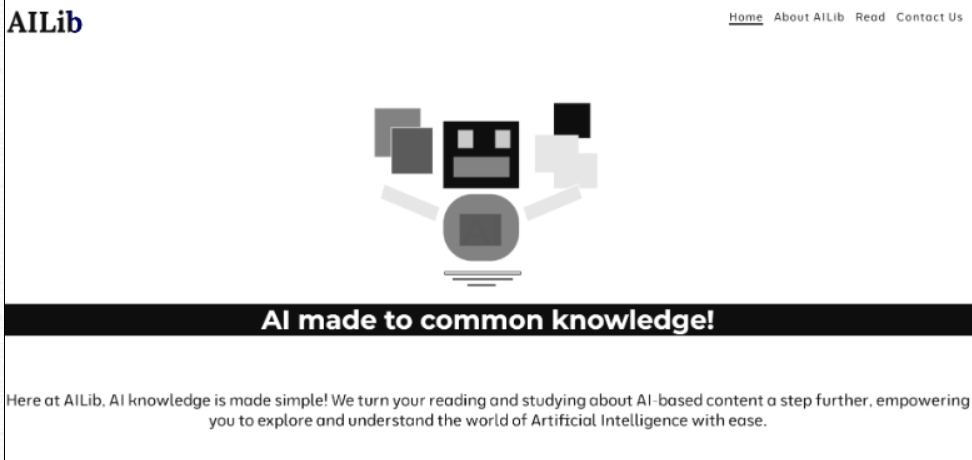 AILib
Home About AILib Read Contact Us
AI made to common knowledge!
Here at AILib, AI knowledge is made simple! We turn your reading and studying about AI-based content a step further, empowering
you to explore and understand the world of Artificial Intelligence with ease.